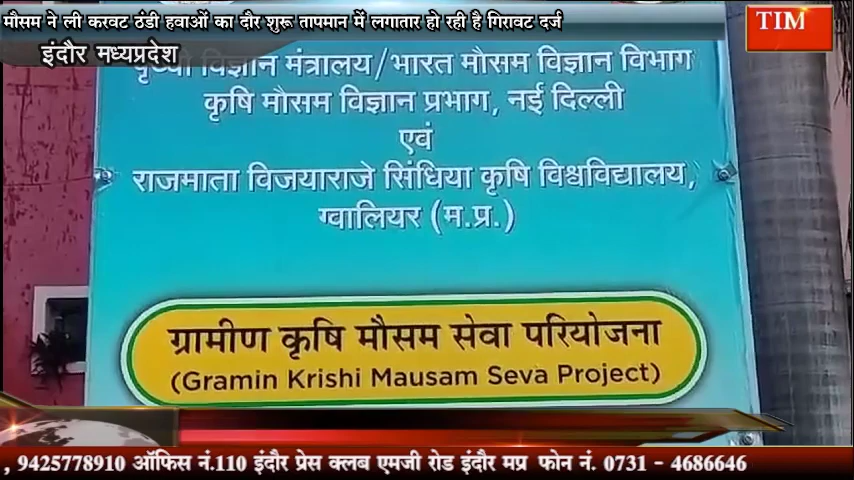 मौसम ने ली करवट ठंडी हवाओं का दौर शुरू तापमान में लगातार हो रही है गिरावट दर्ज
TIM
इंदौर मध्यप्रदेश
पृथ्वी विज्ञान मंत्रालय/भारत मौसम विज्ञान विभाग
कृषि मौसम विज्ञान प्रभाग, नई दिल्ली
एवं
राजमाता विजयाराजे सिंधिया कृषि विश्वविद्यालय,
ग्वालियर (म.प्र.)
ग्रामीण कृषि मौसम सेवा परियोजना
(Gramin Krishi Mausam Seva Project)
, 9425778910 ऑफिस नं.110 इंदौर प्रेस क्लब एमजी रोड इंदौर मप्र फोन नं. 0731 - 4686646